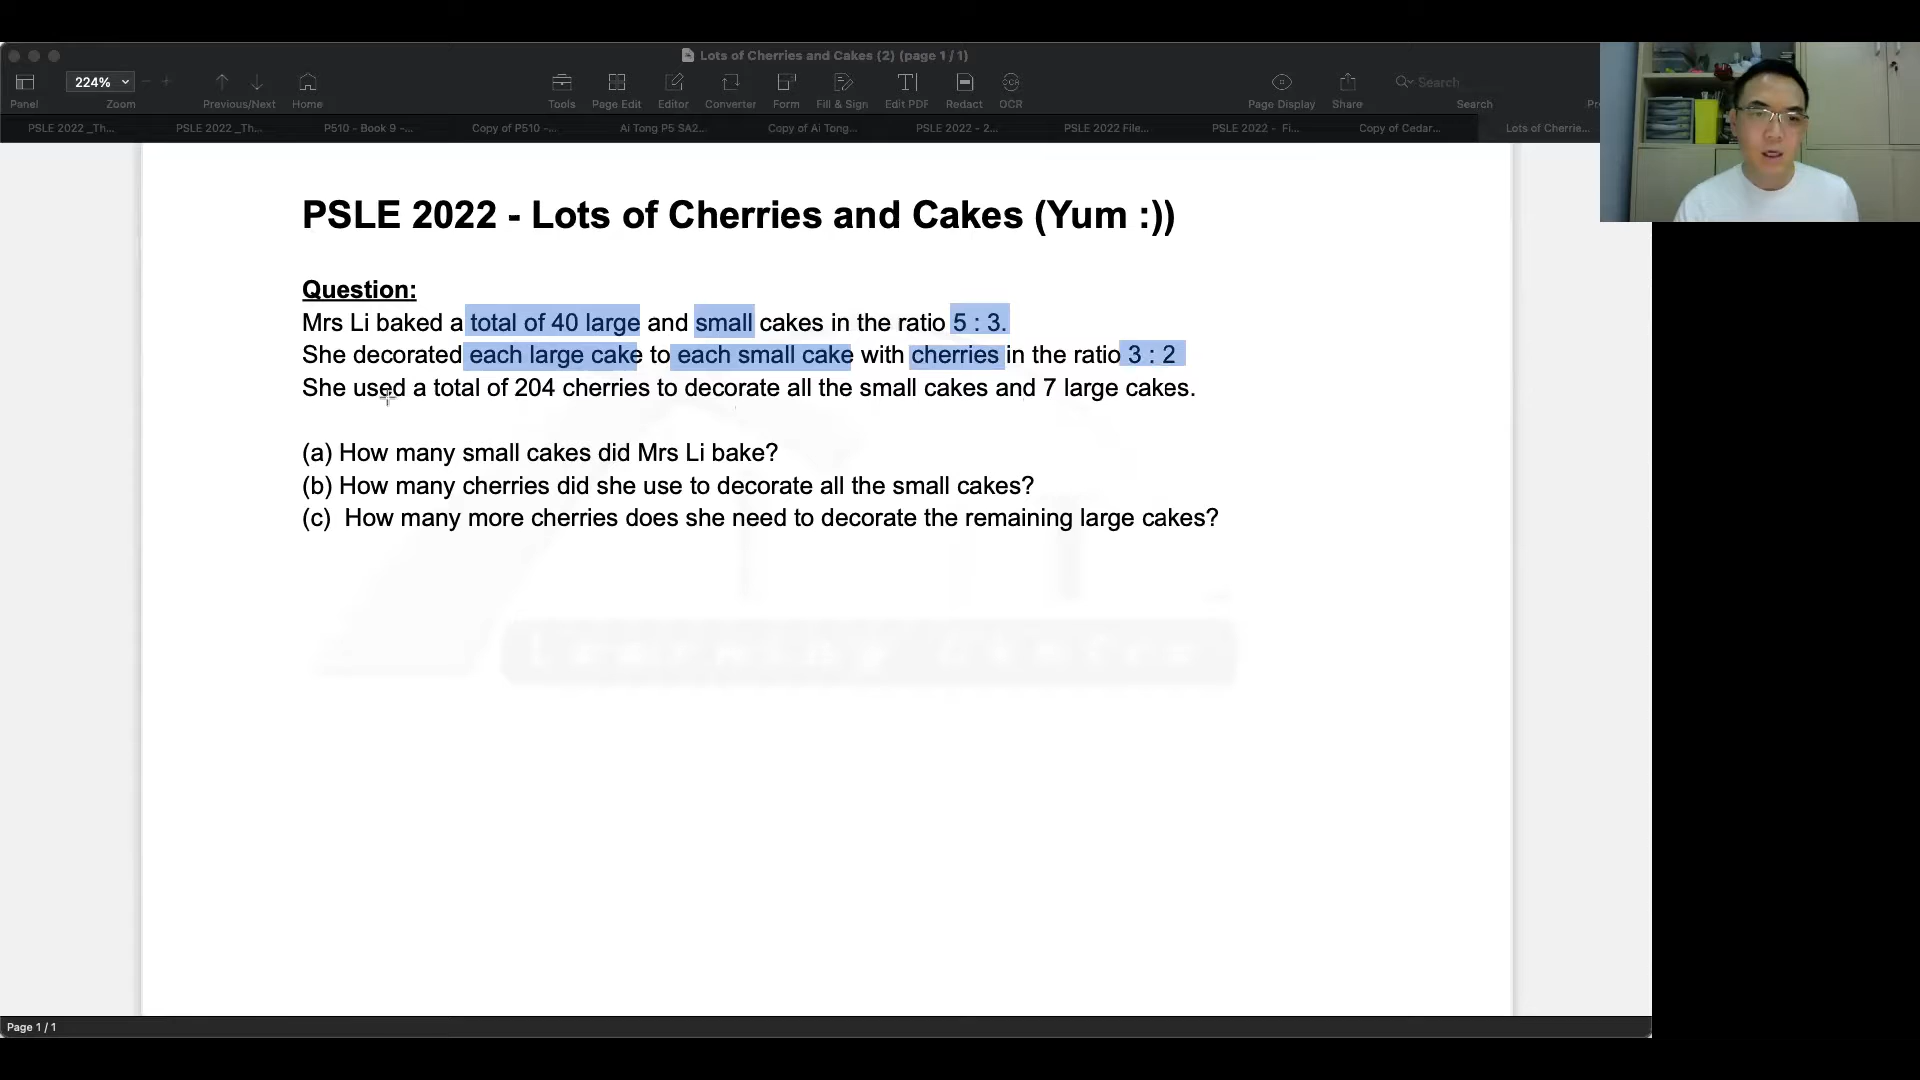 Lots of Cherries and Cakes (2) (page 1 / 1)
224%
Search
Panel
Zoom
Previous/Next
Home
Tools
Page Edit
Editor
Converter
Form
Fill & Sign
Edit PDF
Redact
OCR
Page Display
Share
Search
PSLE 2022 _Th...
PSLE 2022 _Th...
P510 - Book 9 -...
Copy of P510 -...
Ai Tong P5 SA2...
Copy of Ai Tong...
PSLE 2022 - 2...
PSLE 2022 File...
PSLE 2022 - Fi...
Copy of Cedar...
Lots of Cherrie...
PSLE 2022 - Lots of Cherries and Cakes (Yum :))
Question:
Mrs Li baked a total of 40 large and small cakes in the ratio 5 : 3.
She decorated each large cake to each small cake with cherries in the ratio 3 : 2
She used a total of 204 cherries to decorate all the small cakes and 7 large cakes.
(a) How many small cakes did Mrs Li bake?
(b) How many cherries did she use to decorate all the small cakes?
(c) How many more cherries does she need to decorate the remaining large cakes?
Learning Centre
Page 1 / 1